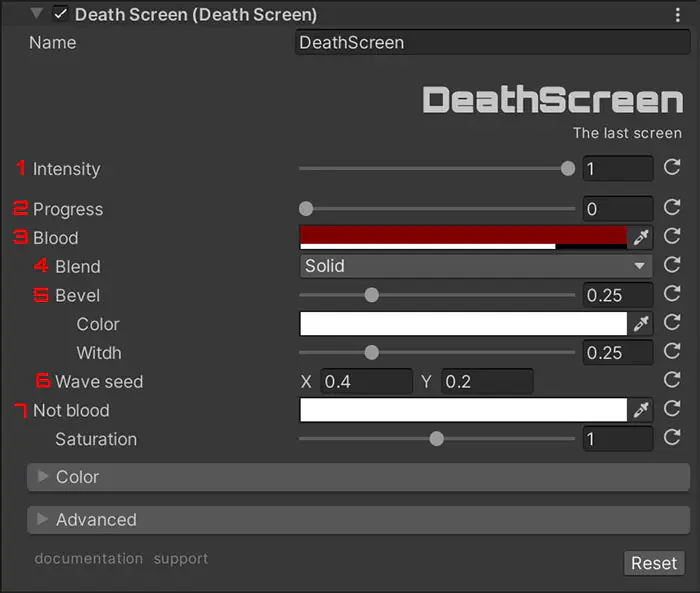 Death Screen (Death Screen)
Name DeathScreen
DeathScreen
The last screen
1 Intensity 1
2 Progress 0
3 Blood
4 Blend Solid
5 Bevel 0.25
Color
Witdh 0.25
6 Wave seed X 0.4 Y 0.2
7 Not blood
Saturation 1
Color
Advanced
documentation support Reset